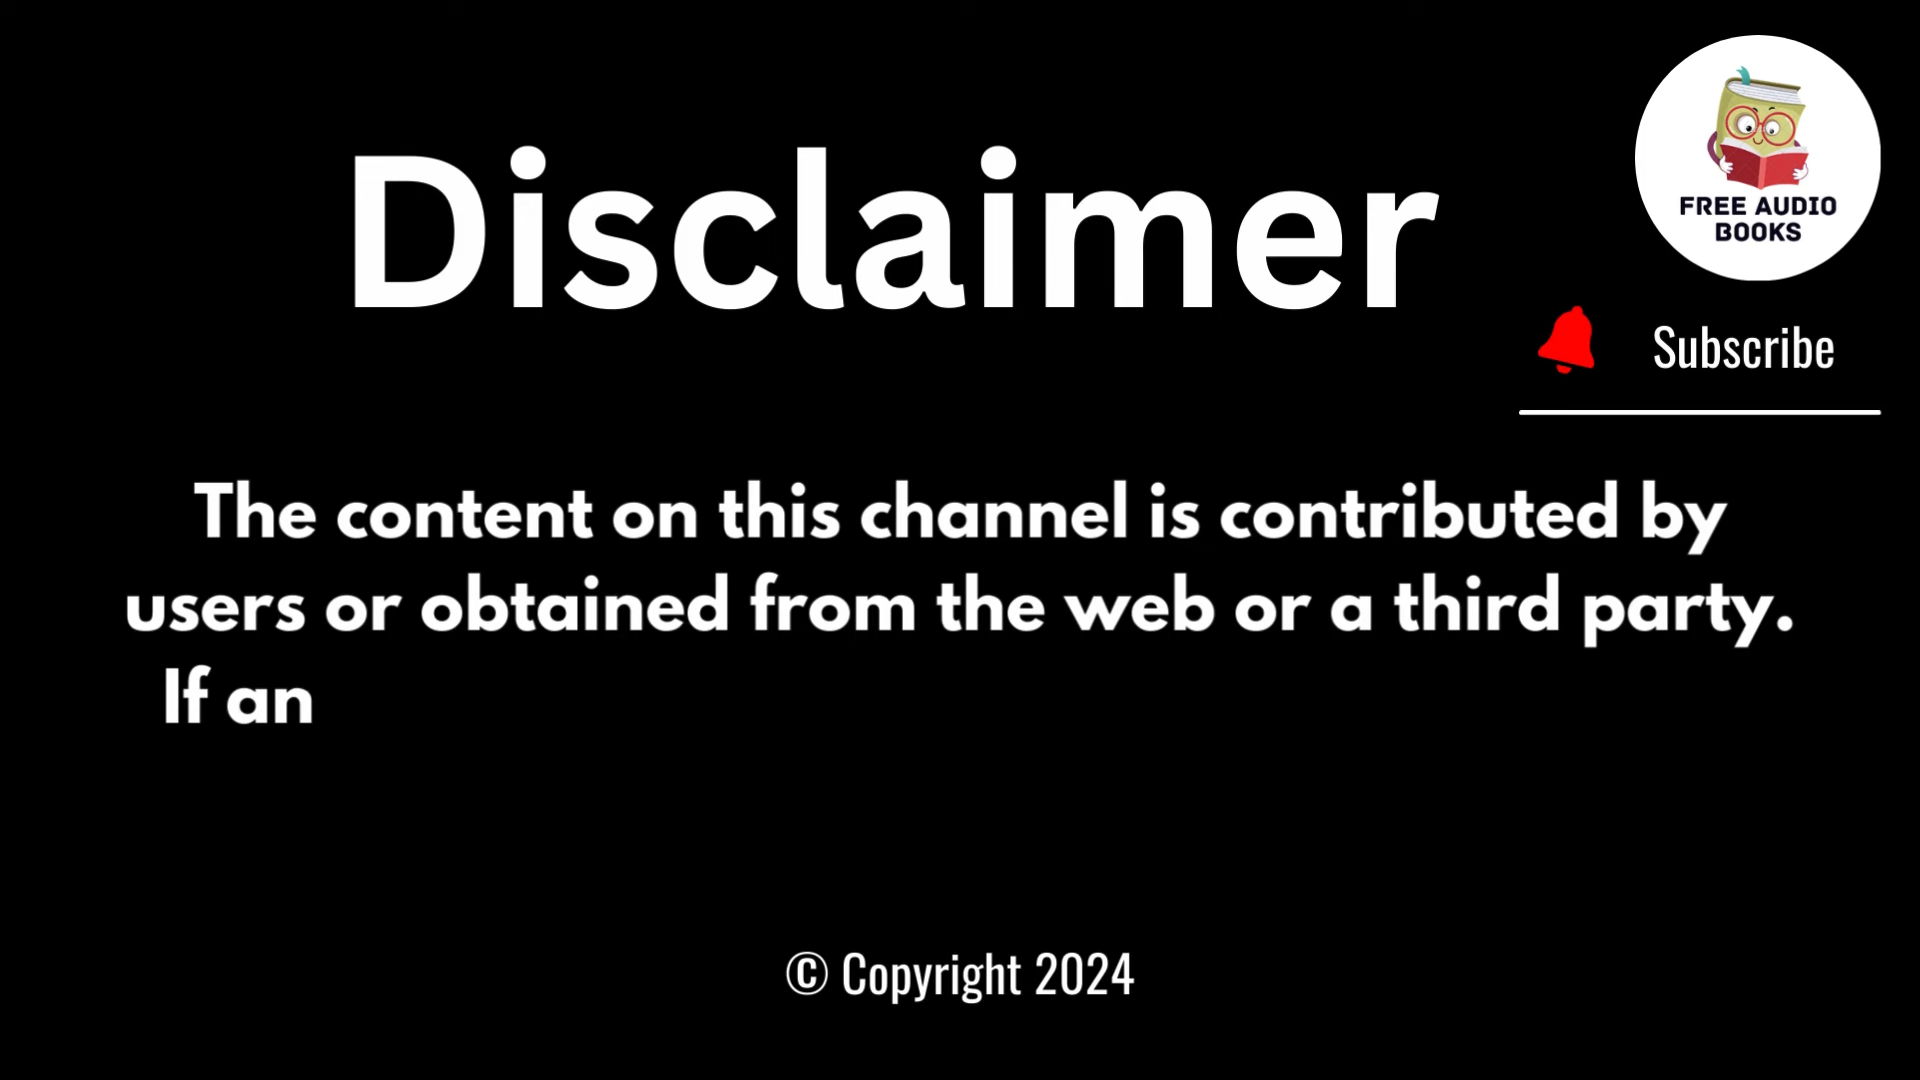 Disclaimer
FREE AUDIO
BOOKS
Subscribe
The content on this channel is contributed by
users or obtained from the web or a third party.
If an
© Copyright 2024